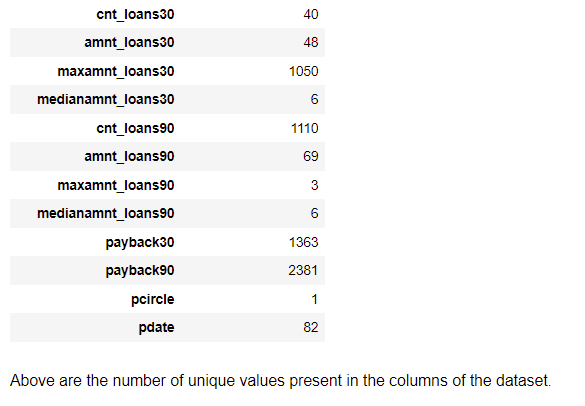 cnt_loans30 40
amnt_loans30 48
maxamnt_loans30 1050
medianamnt_loans30 6
cnt_loans90 1110
amnt_loans90 69
maxamnt_loans90 3
medianamnt_loans90 6
payback30 1363
payback90 2381
pcircle 1
pdate 82
Above are the number of unique values present in the columns of the dataset.